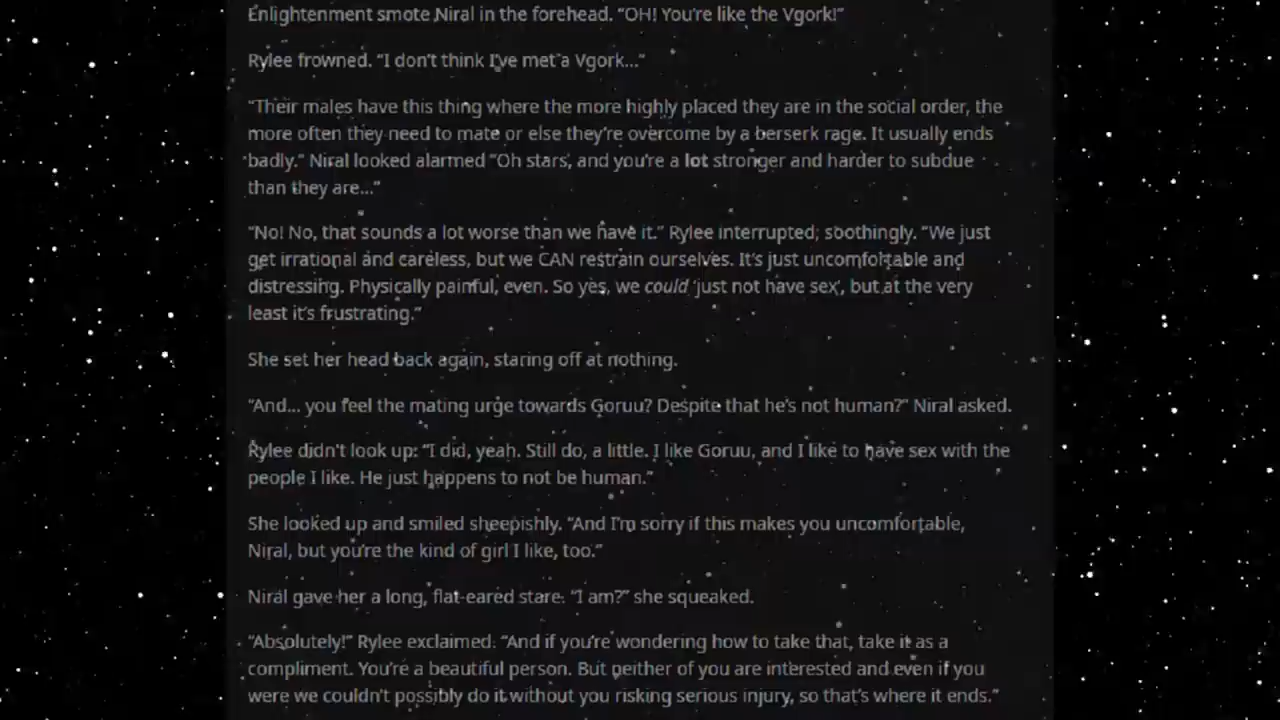 Enlightenment smote Niral in the forehead. “OH! You’re like the Vgork!”
Rylee frowned. “I don’t think I’ve met a Vgork...”
“Their males have this thing where the more highly placed they are in the social order, the
more often they need to mate or else they’re overcome by a berserk rage. It usually ends
badly.” Niral looked alarmed “Oh stars, and you’re a lot stronger and harder to subdue
than they are...”
“No! No, that sounds a lot worse than we have it.” Rylee interrupted, soothingly. “We just
get irrational and careless, but we CAN restrain ourselves. It’s just uncomfortable and
distressing. Physically painful, even. So yes, we could ‘just not have sex’, but at the very
least it’s frustrating.”
She set her head back again, staring off at nothing.
“And... you feel the mating urge towards Goruu? Despite that he’s not human?” Niral asked.
Rylee didn’t look up: “I did, yeah. Still do, a little. I like Goruu, and I like to have sex with the
people I like. He just happens to not be human.”
She looked up and smiled sheepishly. “And I’m sorry if this makes you uncomfortable,
Niral, but you’re the kind of girl I like, too.”
Niral gave her a long, flat-eared stare. “I am?” she squeaked.
“Absolutely!” Rylee exclaimed. “And if you’re wondering how to take that, take it as a
compliment. You’re a beautiful person. But neither of you are interested and even if you
were we couldn’t possibly do it without you risking serious injury, so that’s where it ends.”